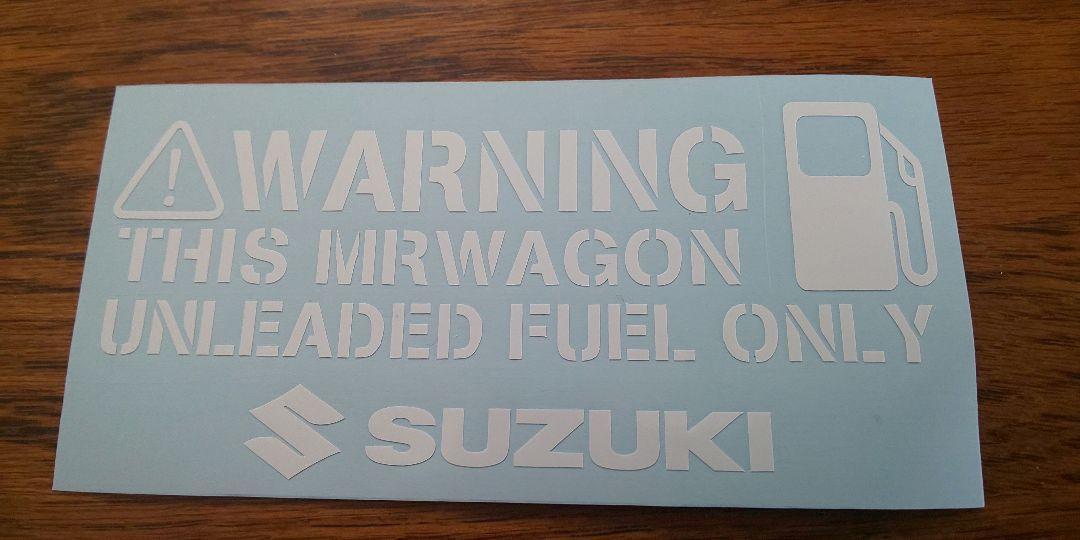 WARNING
THIS MRWAGON
UNLEADED FUEL ONLY
SUZUKI